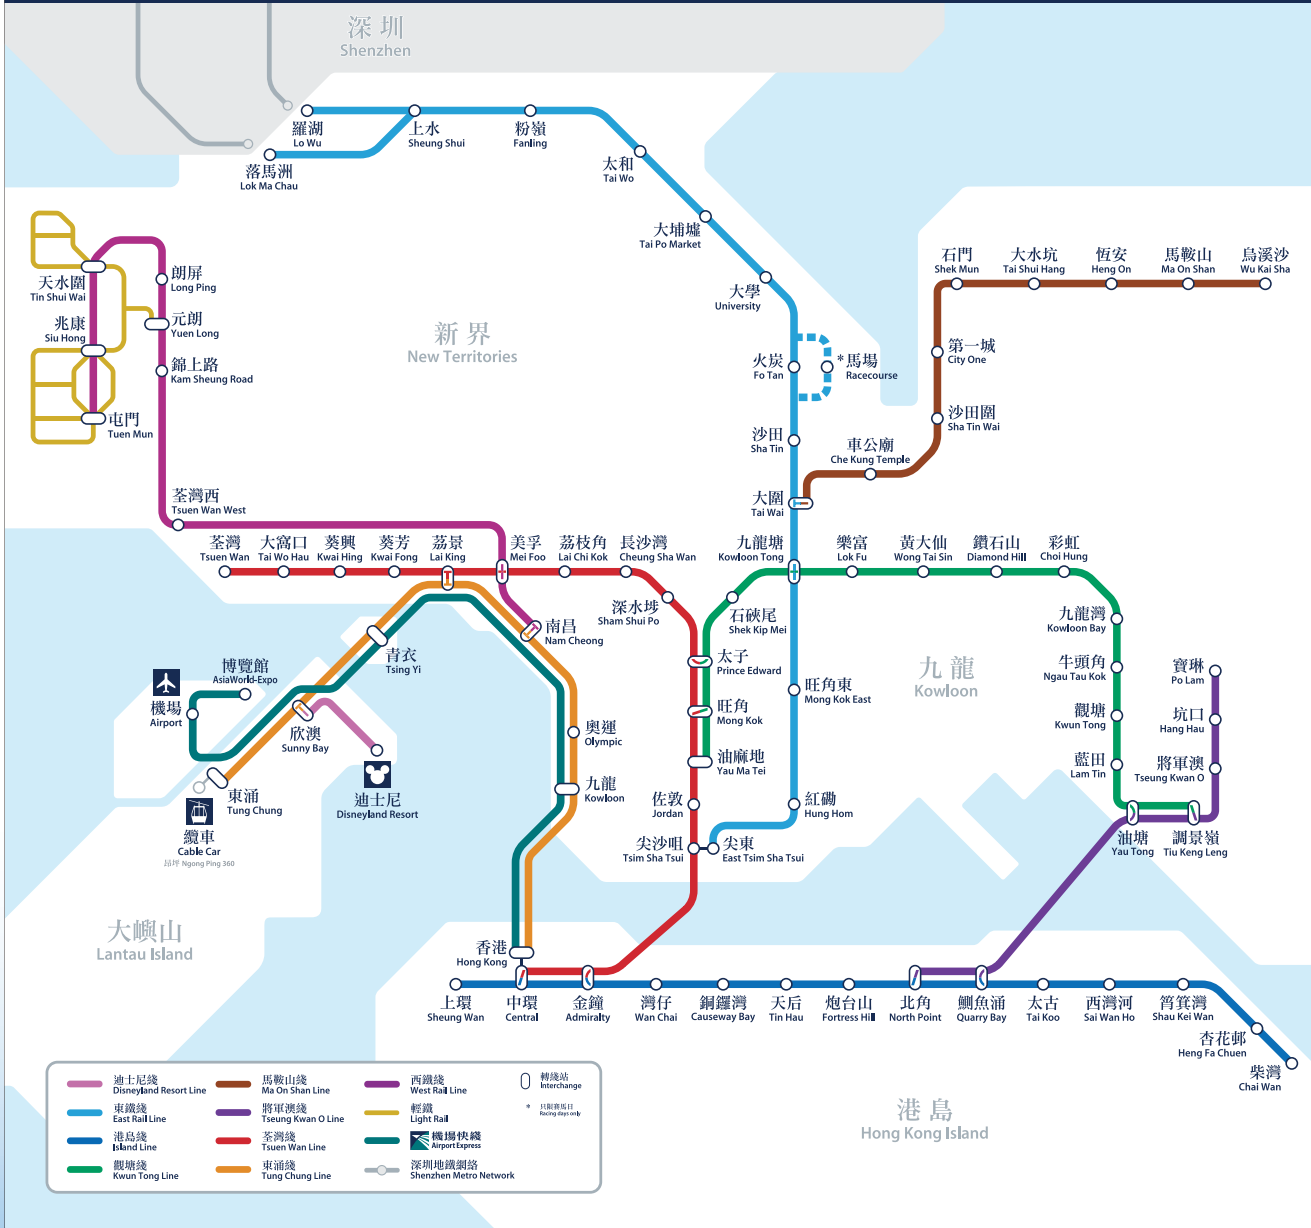 深圳
Shenzhen
羅湖
Lo Wu
上水
Sheung Shui
粉嶺
Fanling
落馬洲
Lok Ma Chau
太和
Tai Wo
大埔墟
Tai Po Market
大學
University
石門
Shek Mun
大水坑
Tai Shui Hang
恆安
Heng On
馬鞍山
Ma On Shan
烏溪沙
Wu Kai Sha
天水圍
Tin Shui Wai
朗屏
Long Ping
兆康
Siu Hong
元朗
Yuen Long
錦上路
Kam Sheung Road
屯門
Tuen Mun
新界
New Territories
火炭
Fo Tan
*馬場
Racecourse
第一城
City One
沙田圍
Sha Tin Wai
沙田
Sha Tin
車公廟
Che Kung Temple
大圍
Tai Wai
荃灣西
Tsuen Wan West
荃灣
Tsuen Wan
大窩口
Tai Wo Hau
葵興
Kwai Hing
葵芳
Kwai Fong
荔景
Lai King
美孚
Mei Foo
荔枝角
Lai Chi Kok
長沙灣
Cheung Sha Wan
九龍塘
Kowloon Tong
樂富
Lok Fu
黃大仙
Wong Tai Sin
鑽石山
Diamond Hill
彩虹
Choi Hung
深水埗
Sham Shui Po
石硤尾
Shek Kip Mei
九龍灣
Kowloon Bay
南昌
Nam Cheong
青衣
Tsing Yi
太子
Prince Edward
九龍
Kowloon
牛頭角
Ngau Tau Kok
寶琳
Po Lam
博覽館
AsiaWorld-Expo
機場
Airport
欣澳
Sunny Bay
旺角東
Mong Kok East
旺角
Mong Kok
觀塘
Kwun Tong
坑口
Hang Hau
奧運
Olympic
油麻地
Yau Ma Tei
藍田
Lam Tin
將軍澳
Tseung Kwan O
東涌
Tung Chung
迪士尼
Disneyland Resort
九龍
Kowloon
佐敦
Jordan
紅磡
Hung Hom
纜車
Cable Car
昂坪 Ngong Ping 360
尖沙咀
Tsim Sha Tsui
尖東
East Tsim Sha Tsui
油塘
Yau Tong
調景嶺
Tiu Keng Leng
大嶼山
Lantau Island
香港
Hong Kong
上環
Sheung Wan
中環
Central
金鐘
Admiralty
灣仔
Wan Chai
銅鑼灣
Causeway Bay
天后
Tin Hau
炮台山
Fortress Hill
北角
North Point
鰂魚涌
Quarry Bay
太古
Tai Koo
西灣河
Sai Wan Ho
筲箕灣
Shau Kei Wan
杏花邨
Heng Fa Chuen
柴灣
Chai Wan
港島
Hong Kong Island
迪士尼綫
Disneyland Resort Line
東鐵綫
East Rail Line
港島綫
Island Line
觀塘綫
Kwun Tong Line
馬鞍山綫
Ma On Shan Line
將軍澳綫
Tseung Kwan O Line
荃灣綫
Tsuen Wan Line
東涌綫
Tung Chung Line
西鐵綫
West Rail Line
輕鐵
Light Rail
機場快綫
Airport Express
深圳地鐵網絡
Shenzhen Metro Network
轉綫站
Interchange
* 只限賽馬日
Racing days only